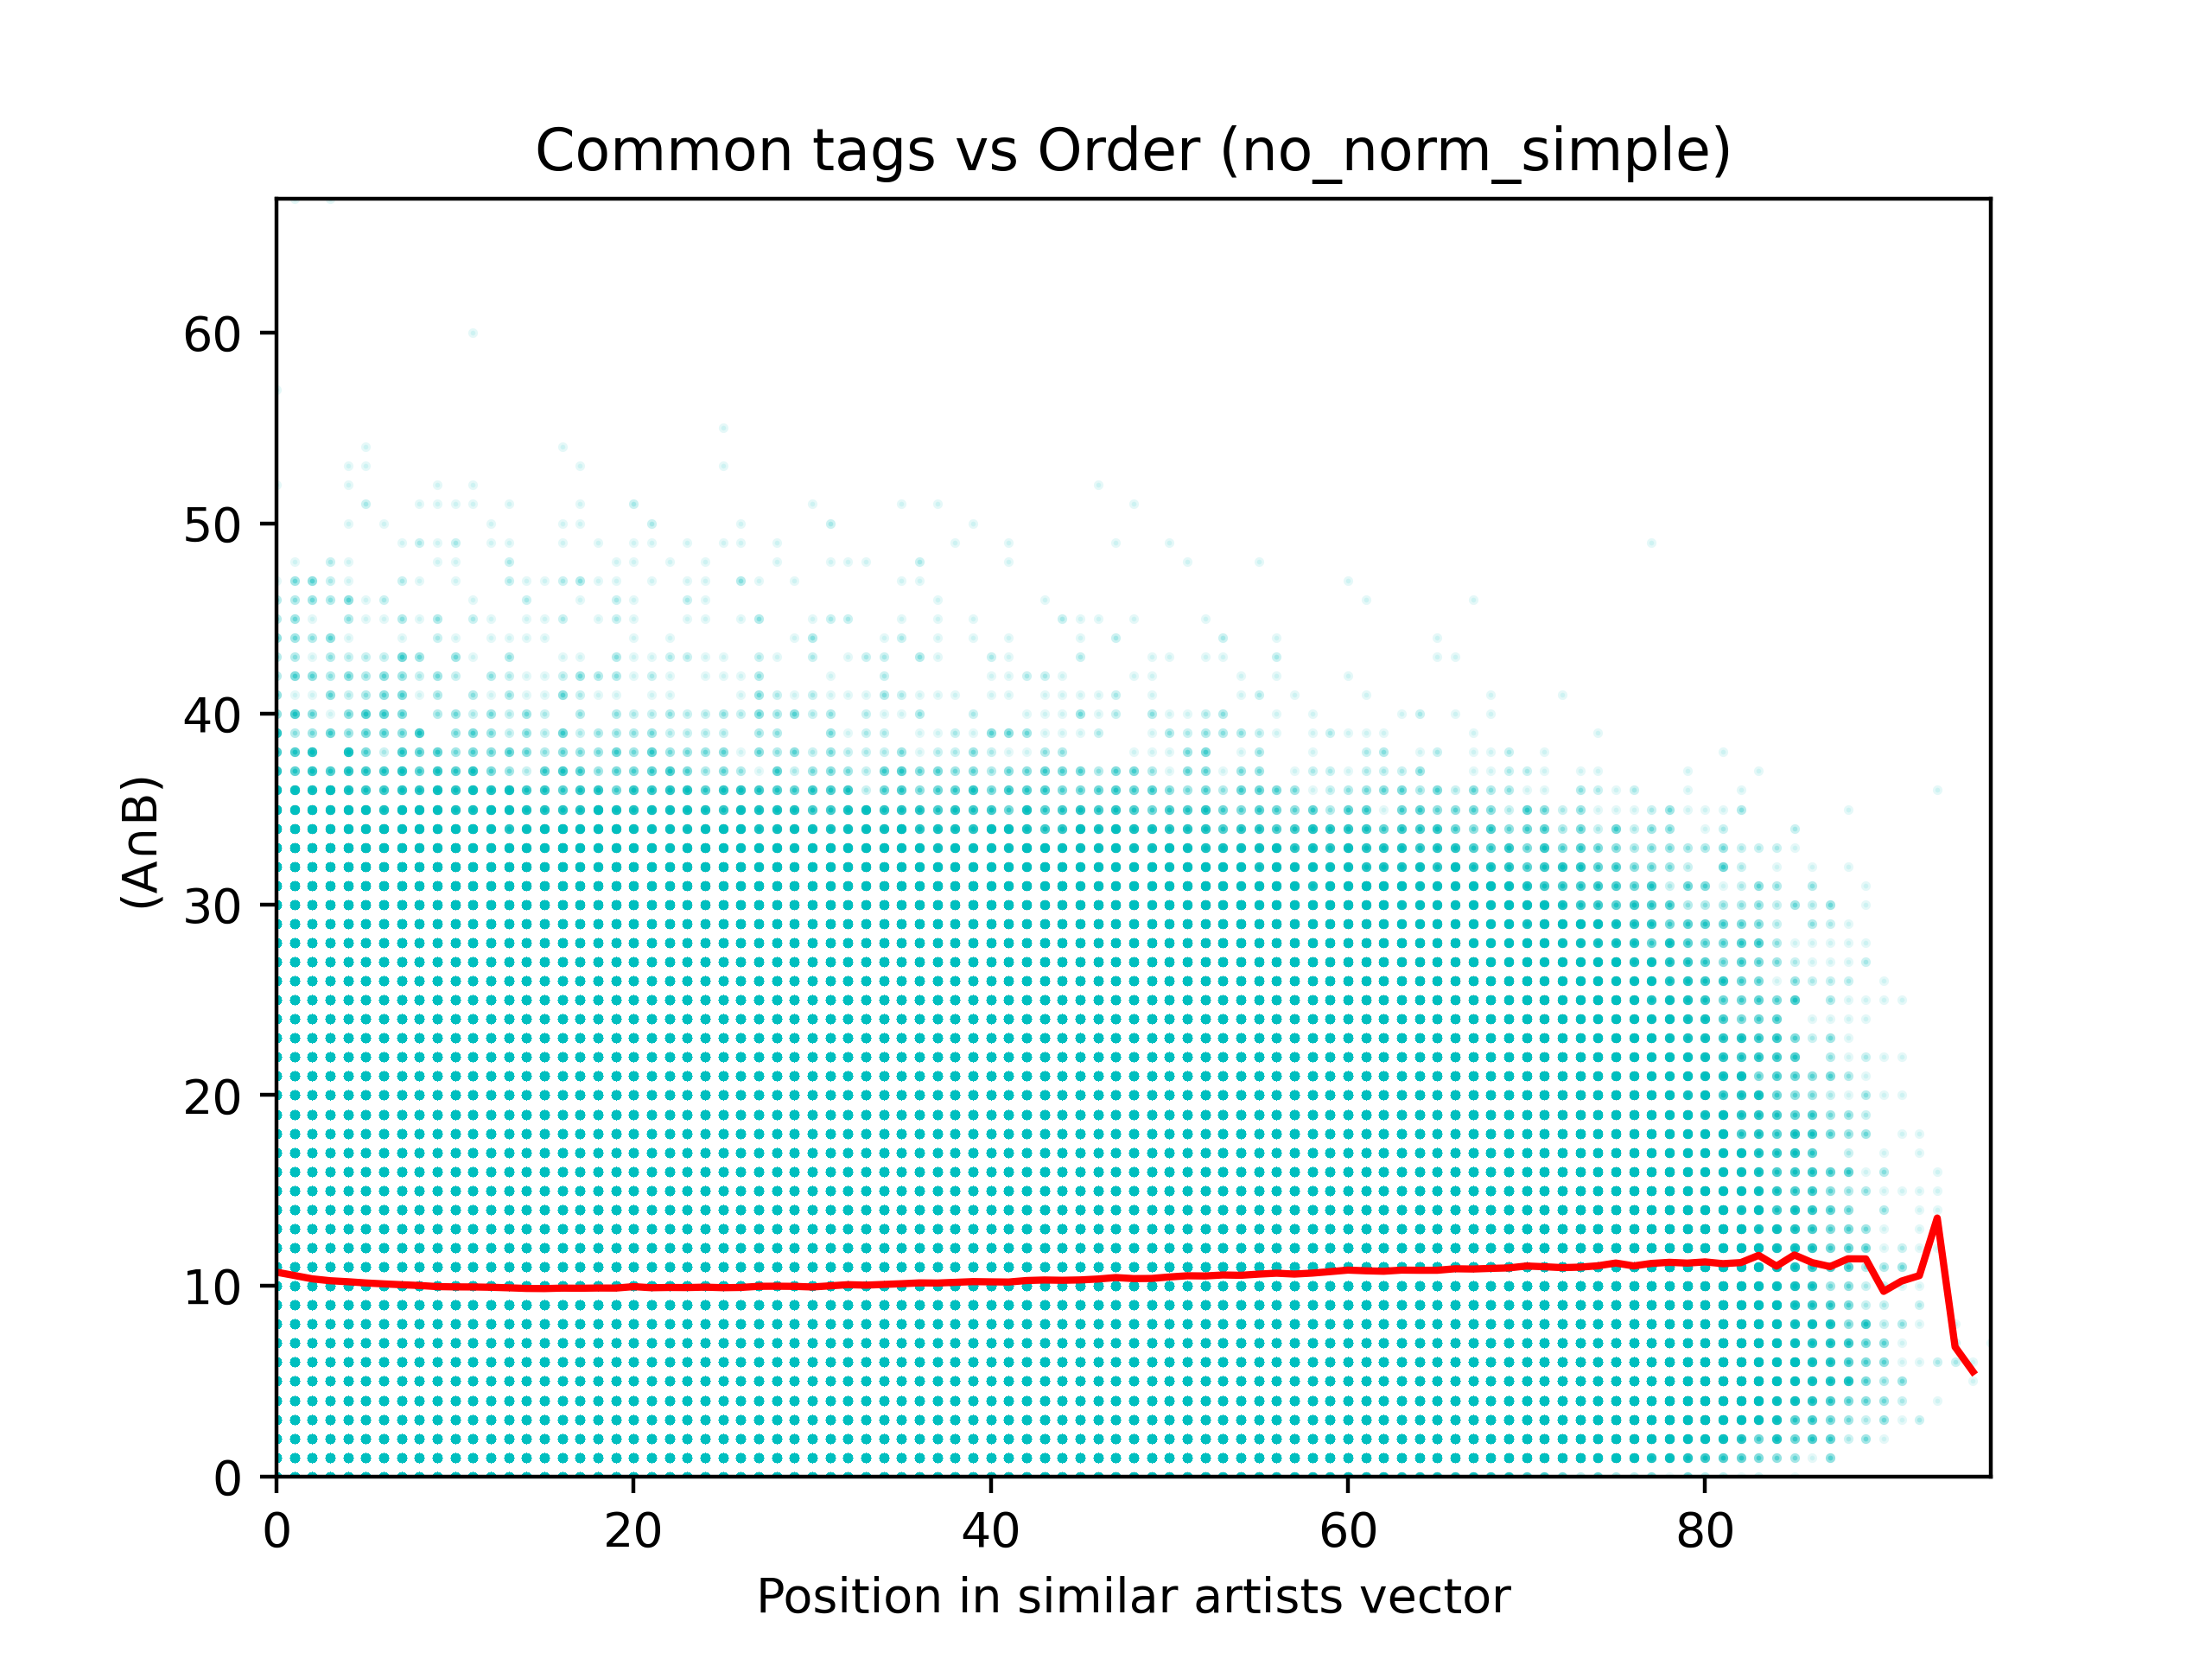 Common tags vs Order (no_norm_simple)
60
50
40
30
20
10
0
(A∩B)
0 20 40 60 80
Position in similar artists vector